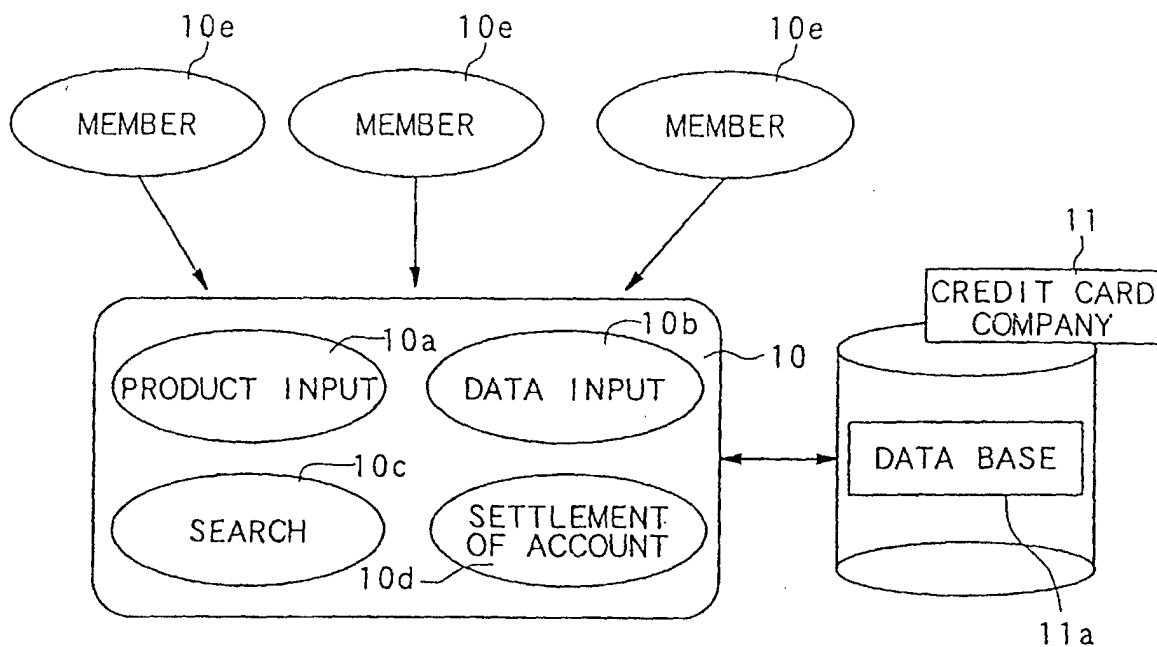 10e
10e
10e
MEMBER
MEMBER
MEMBER
11
CREDIT CARD
COMPANY
10a
10b
10
PRODUCT INPUT
DATA INPUT
10c
DATA BASE
SEARCH
SETTLEMENT
OF ACCOUNT
10d
11a